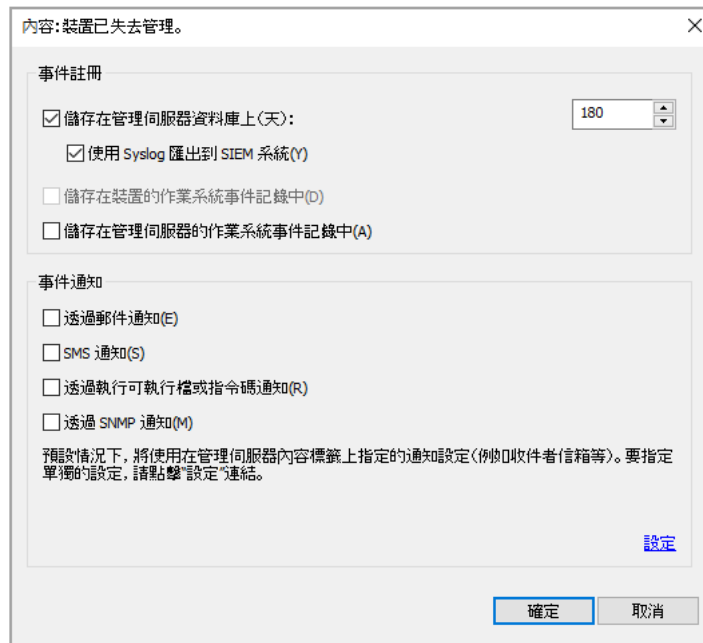 內容:裝置已失去管理。
事件註冊
儲存在管理伺服器資料庫上(天):
180
使用 Syslog 匯出到 SIEM 系統(Y)
儲存在裝置的作業系統事件記錄中(D)
儲存在管理伺服器的作業系統事件記錄中(A)
事件通知
透過郵件通知(E)
SMS 通知(S)
透過執行可執行檔或指令碼通知(R)
透過 SNMP 通知(M)
預設情況下,將使用在管理伺服器內容標籤上指定的通知設定(例如收件者信箱等)。要指定
單獨的設定,請點擊"設定"連結。
設定
確定
取消